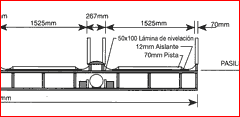 1525mm 267mm 1525mm 70mm
50x100 Lámina de nivelación
12mm Aislante
70mm Pista
PASIL
mm